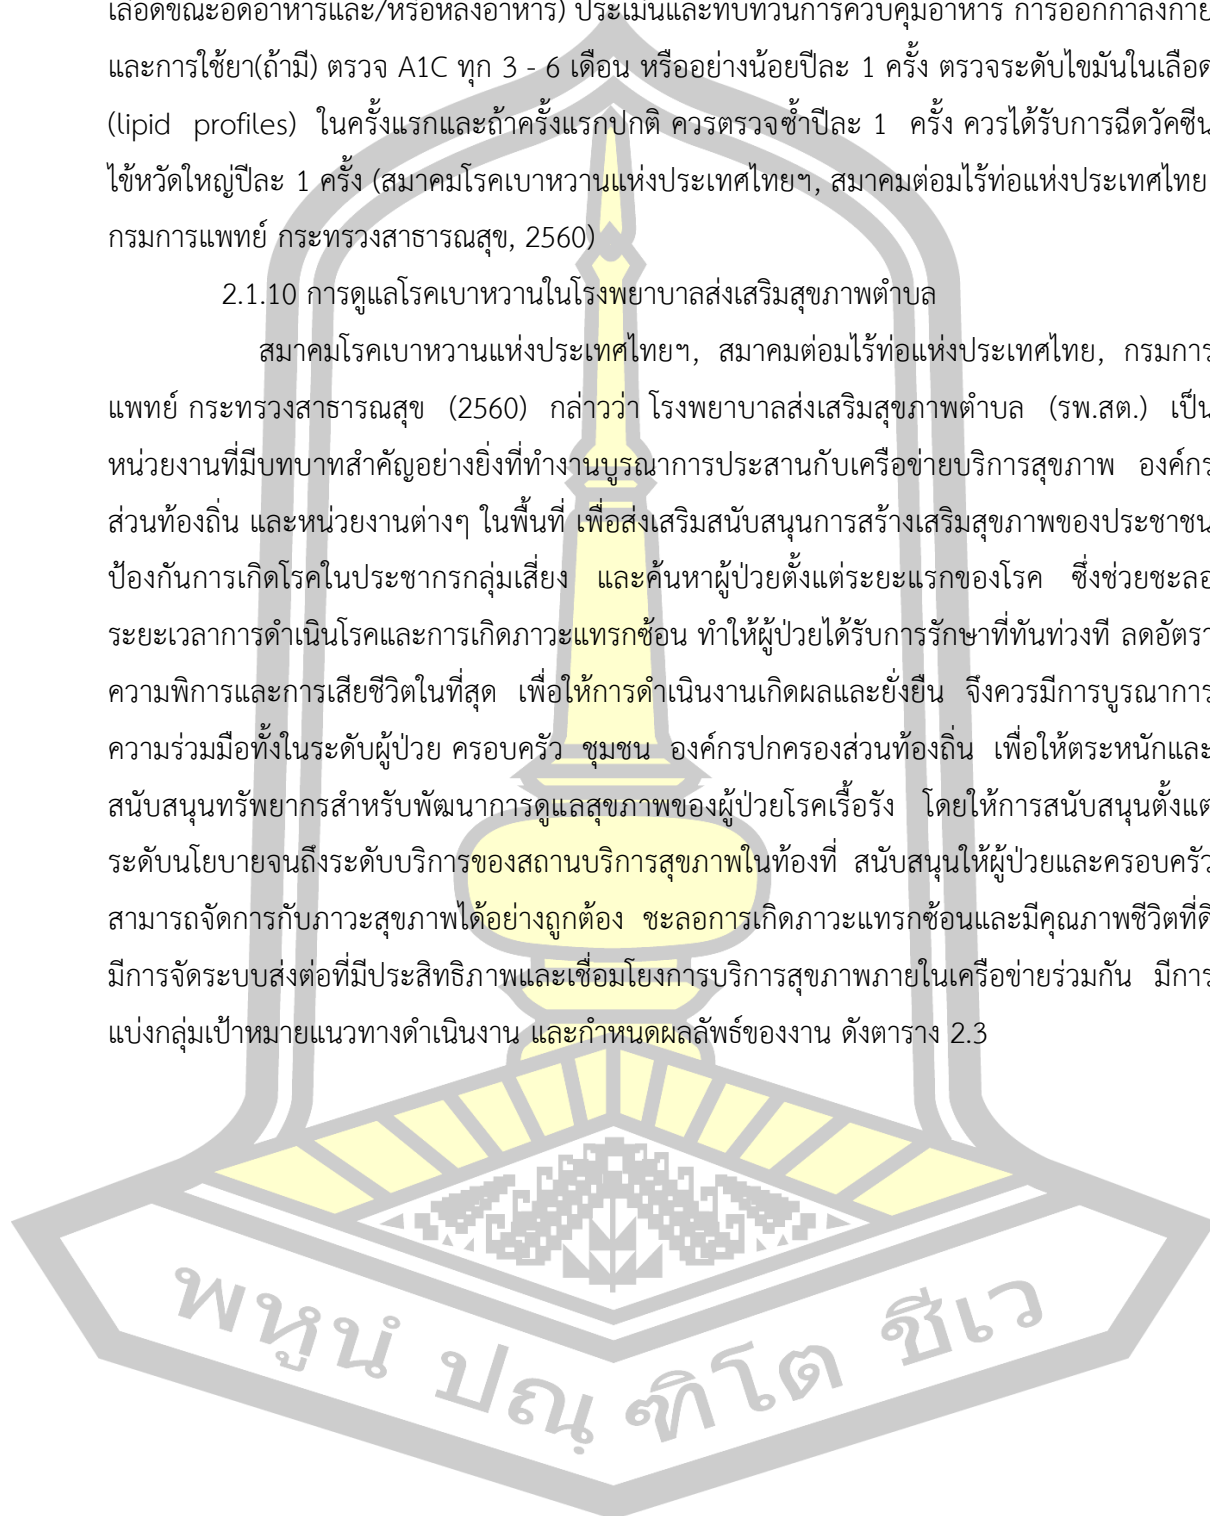 เลือดขณะอดอาหารและ/หรือหลังอาหาร) ประเมินและทบทวนการควบคุมอาหาร การออกกำลังกาย
และการใช้ยา(ถ้ามี) ตรวจ A1C ทุก 3 - 6 เดือน หรืออย่างน้อยปีละ 1 ครั้ง ตรวจระดับไขมันในเลือด
(lipid profiles) ในครั้งแรกและถ้าครั้งแรกปกติ ควรตรวจซ้ำปีละ 1 ครั้ง ควรได้รับการฉีดวัคซีน
ไข้หวัดใหญ่ปีละ 1 ครั้ง (สมาคมโรคเบาหวานแห่งประเทศไทยฯ, สมาคมต่อมไร้ท่อแห่งประเทศไทย
กรมการแพทย์ กระทรวงสาธารณสุข, 2560)
2.1.10 การดูแลโรคเบาหวานในโรงพยาบาลส่งเสริมสุขภาพตำบล
สมาคมโรคเบาหวานแห่งประเทศไทยฯ, สมาคมต่อมไร้ท่อแห่งประเทศไทย, กรมการ
แพทย์ กระทรวงสาธารณสุข (2560) กล่าวว่า โรงพยาบาลส่งเสริมสุขภาพตำบล (รพ.สต.) เป็น
หน่วยงานที่มีบทบาทสำคัญอย่างยิ่งที่ทำงานบูรณาการประสานกับเครือข่ายบริการสุขภาพ องค์กร
ส่วนท้องถิ่น และหน่วยงานต่างๆ ในพื้นที่ เพื่อส่งเสริมสนับสนุนการสร้างเสริมสุขภาพของประชาชน
ป้องกันการเกิดโรคในประชากรกลุ่มเสี่ยง และค้นหาผู้ป่วยตั้งแต่ระยะแรกของโรค ซึ่งช่วยชะลอ
ระยะเวลาการดำเนินโรคและการเกิดภาวะแทรกซ้อน ทำให้ผู้ป่วยได้รับการรักษาที่ทันท่วงที ลดอัตรา
ความพิการและการเสียชีวิตในที่สุด เพื่อให้การดำเนินงานเกิดผลและยั่งยืน จึงควรมีการบูรณาการ
ความร่วมมือทั้งในระดับผู้ป่วย ครอบครัว ชุมชน องค์กรปกครองส่วนท้องถิ่น เพื่อให้ตระหนักและ
สนับสนุนทรัพยากรสำหรับพัฒนาการดูแลสุขภาพของผู้ป่วยโรคเรื้อรัง โดยให้การสนับสนุนตั้งแต่
ระดับนโยบายจนถึงระดับบริการของสถานบริการสุขภาพในท้องที่ สนับสนุนให้ผู้ป่วยและครอบครัว
สามารถจัดการกับภาวะสุขภาพได้อย่างถูกต้อง ชะลอการเกิดภาวะแทรกซ้อนและมีคุณภาพชีวิตที่ดี
มีการจัดระบบส่งต่อที่มีประสิทธิภาพและเชื่อมโยงการบริการสุขภาพภายในเครือข่ายร่วมกัน มีการ
แบ่งกลุ่มเป้าหมายแนวทางดำเนินงาน และกำหนดผลลัพธ์ของงาน ดังตาราง 2.3
พหูนํ ปณฺฑิโต ชีเว